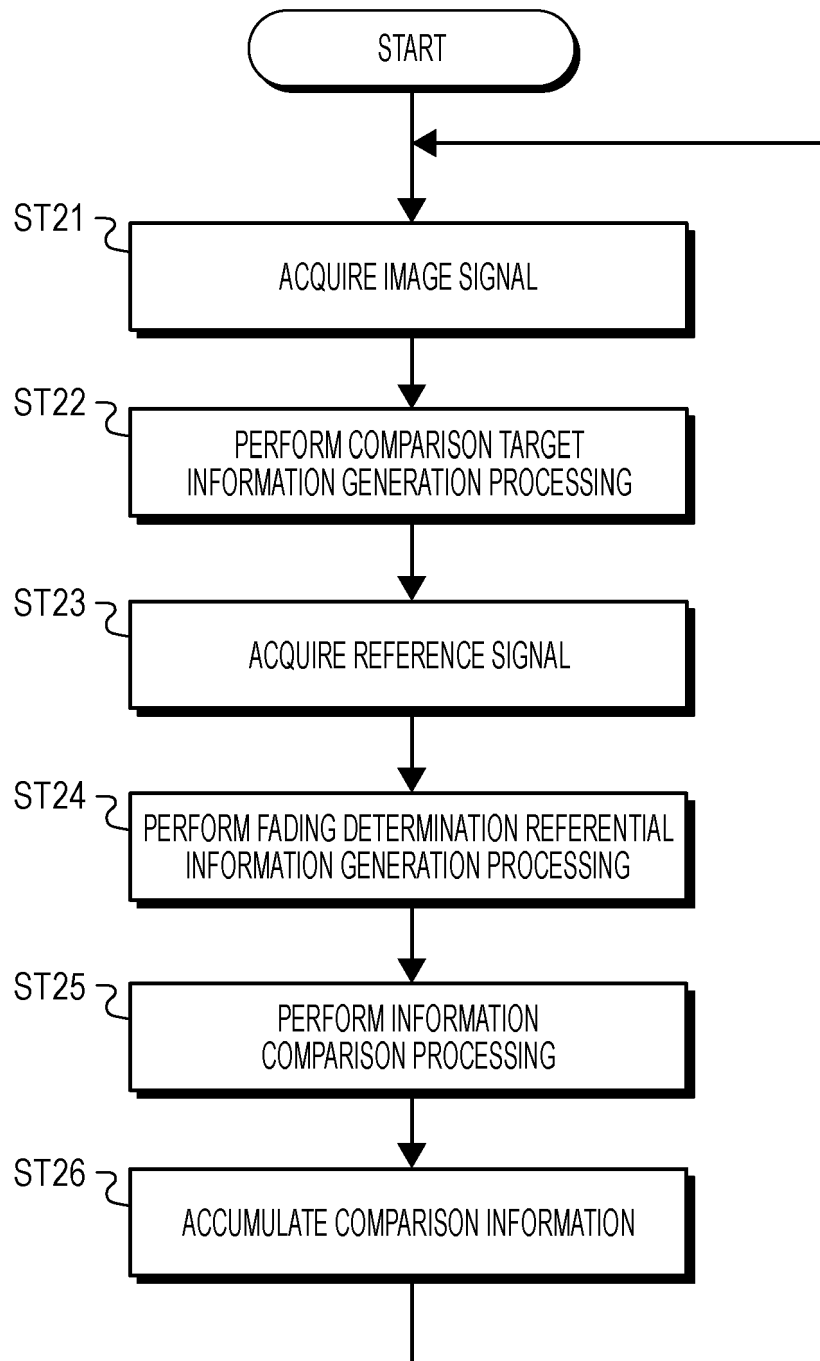 START
ST21
ACQUIRE IMAGE SIGNAL
ST22
PERFORM COMPARISON TARGET
INFORMATION GENERATION PROCESSING
ST23
ACQUIRE REFERENCE SIGNAL
ST24
PERFORM FADING DETERMINATION REFERENTIAL
INFORMATION GENERATION PROCESSING
ST25
PERFORM INFORMATION
COMPARISON PROCESSING
ST26
ACCUMULATE COMPARISON INFORMATION